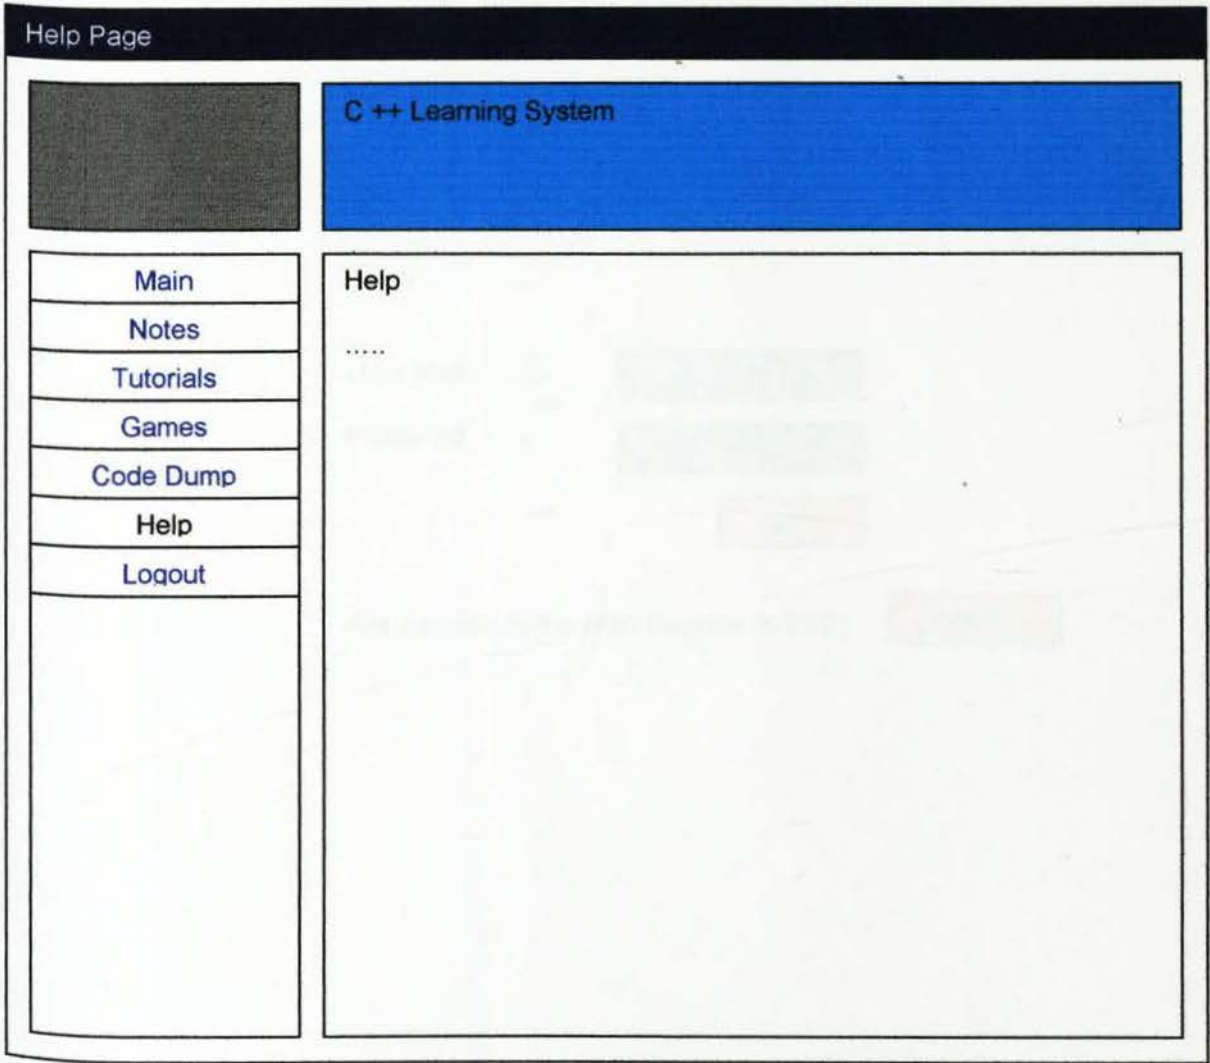 Help Page
C ++ Learning System
Main
Notes
Tutorials
Games
Code Dump
Help
Logout
Help
.....